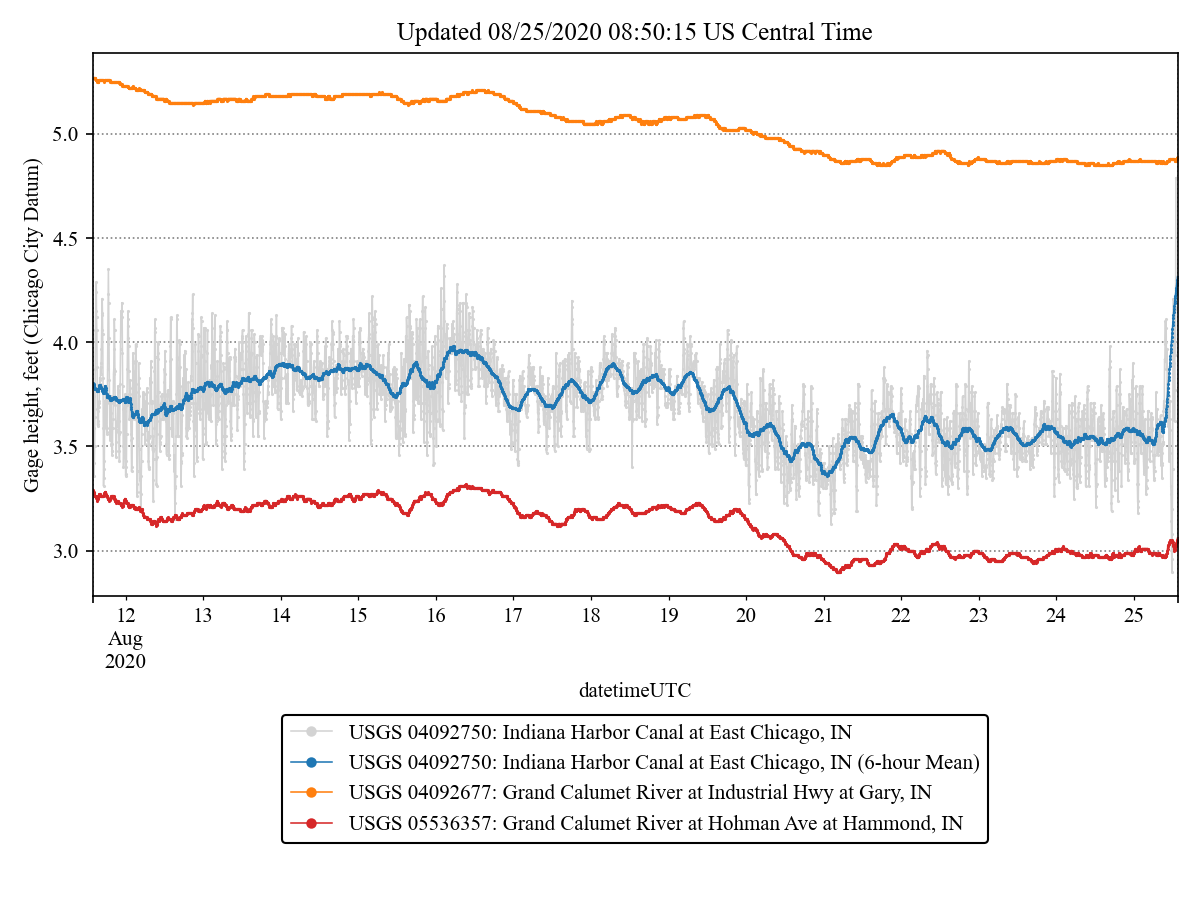 Updated 08/25/2020 08:50:15 US Central Time
Gage height, feet (Chicago City Datum)
5.0
4.5
4.0
3.5
3.0
12 13 14 15 16 17 18 19 20 21 22 23 24 25
Aug
2020
datetimeUTC
USGS 04092750: Indiana Harbor Canal at East Chicago, IN
USGS 04092750: Indiana Harbor Canal at East Chicago, IN (6-hour Mean)
USGS 04092677: Grand Calumet River at Industrial Hwy at Gary, IN
USGS 05536357: Grand Calumet River at Hohman Ave at Hammond, IN